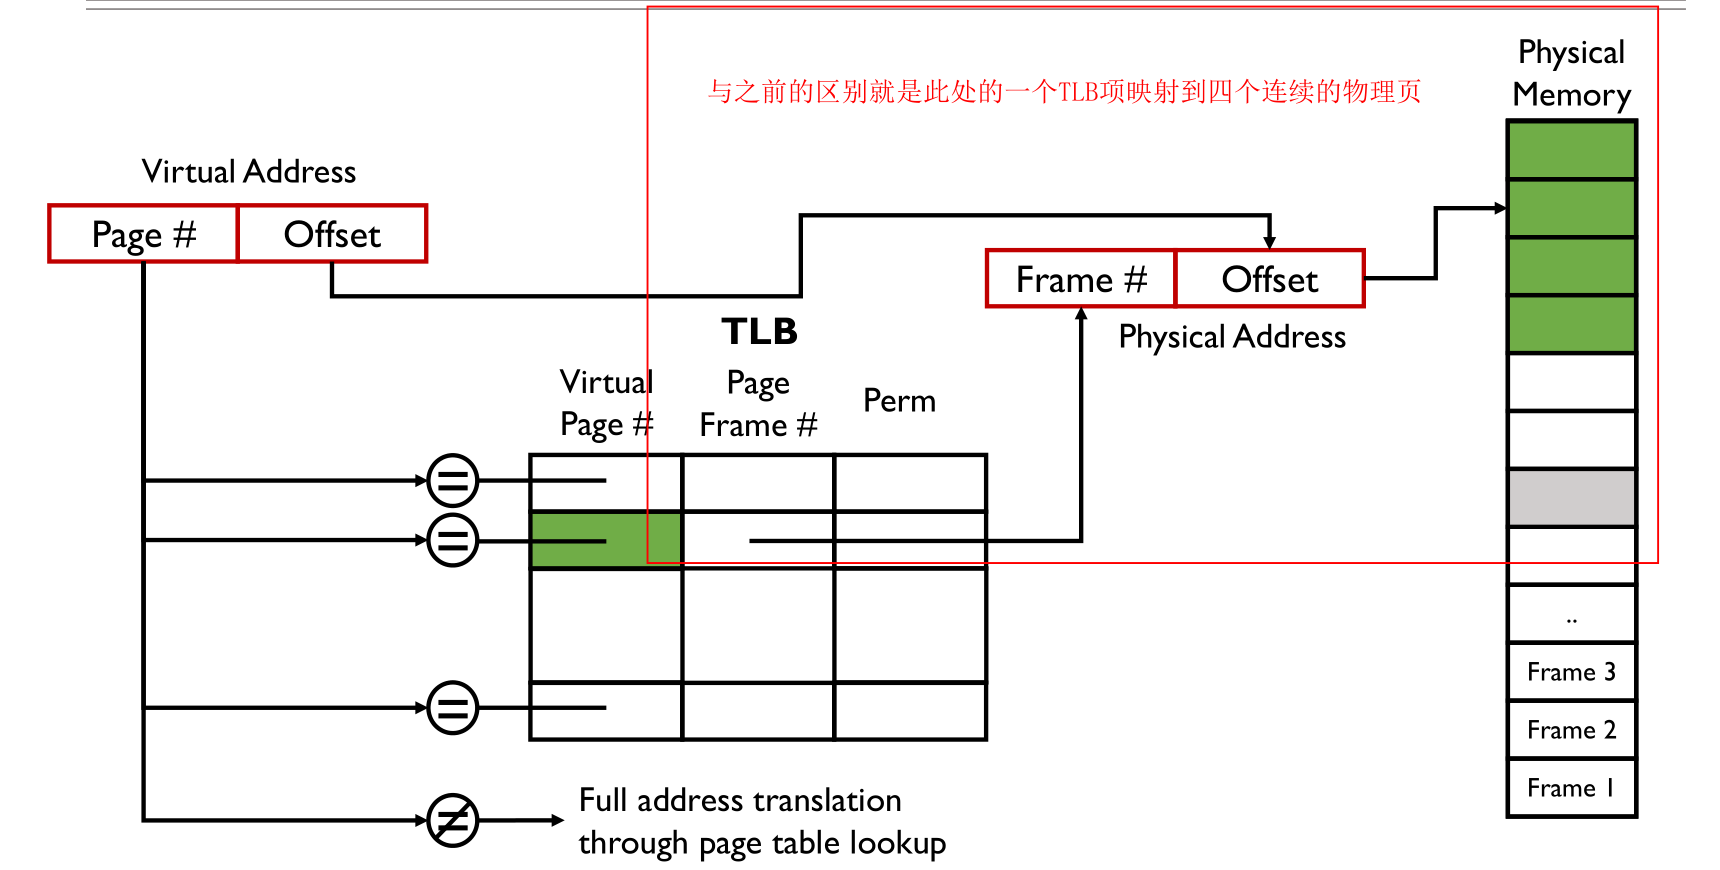 与之前的区别就是此处的一个TLB项映射到四个连续的物理页
Physical
Memory
Virtual Address
Page #
Offset
Frame #
Offset
Physical Address
TLB
Virtual
Page #
Page
Frame #
Perm
=
=
=
≠
Full address translation
through page table lookup
..
Frame 3
Frame 2
Frame 1